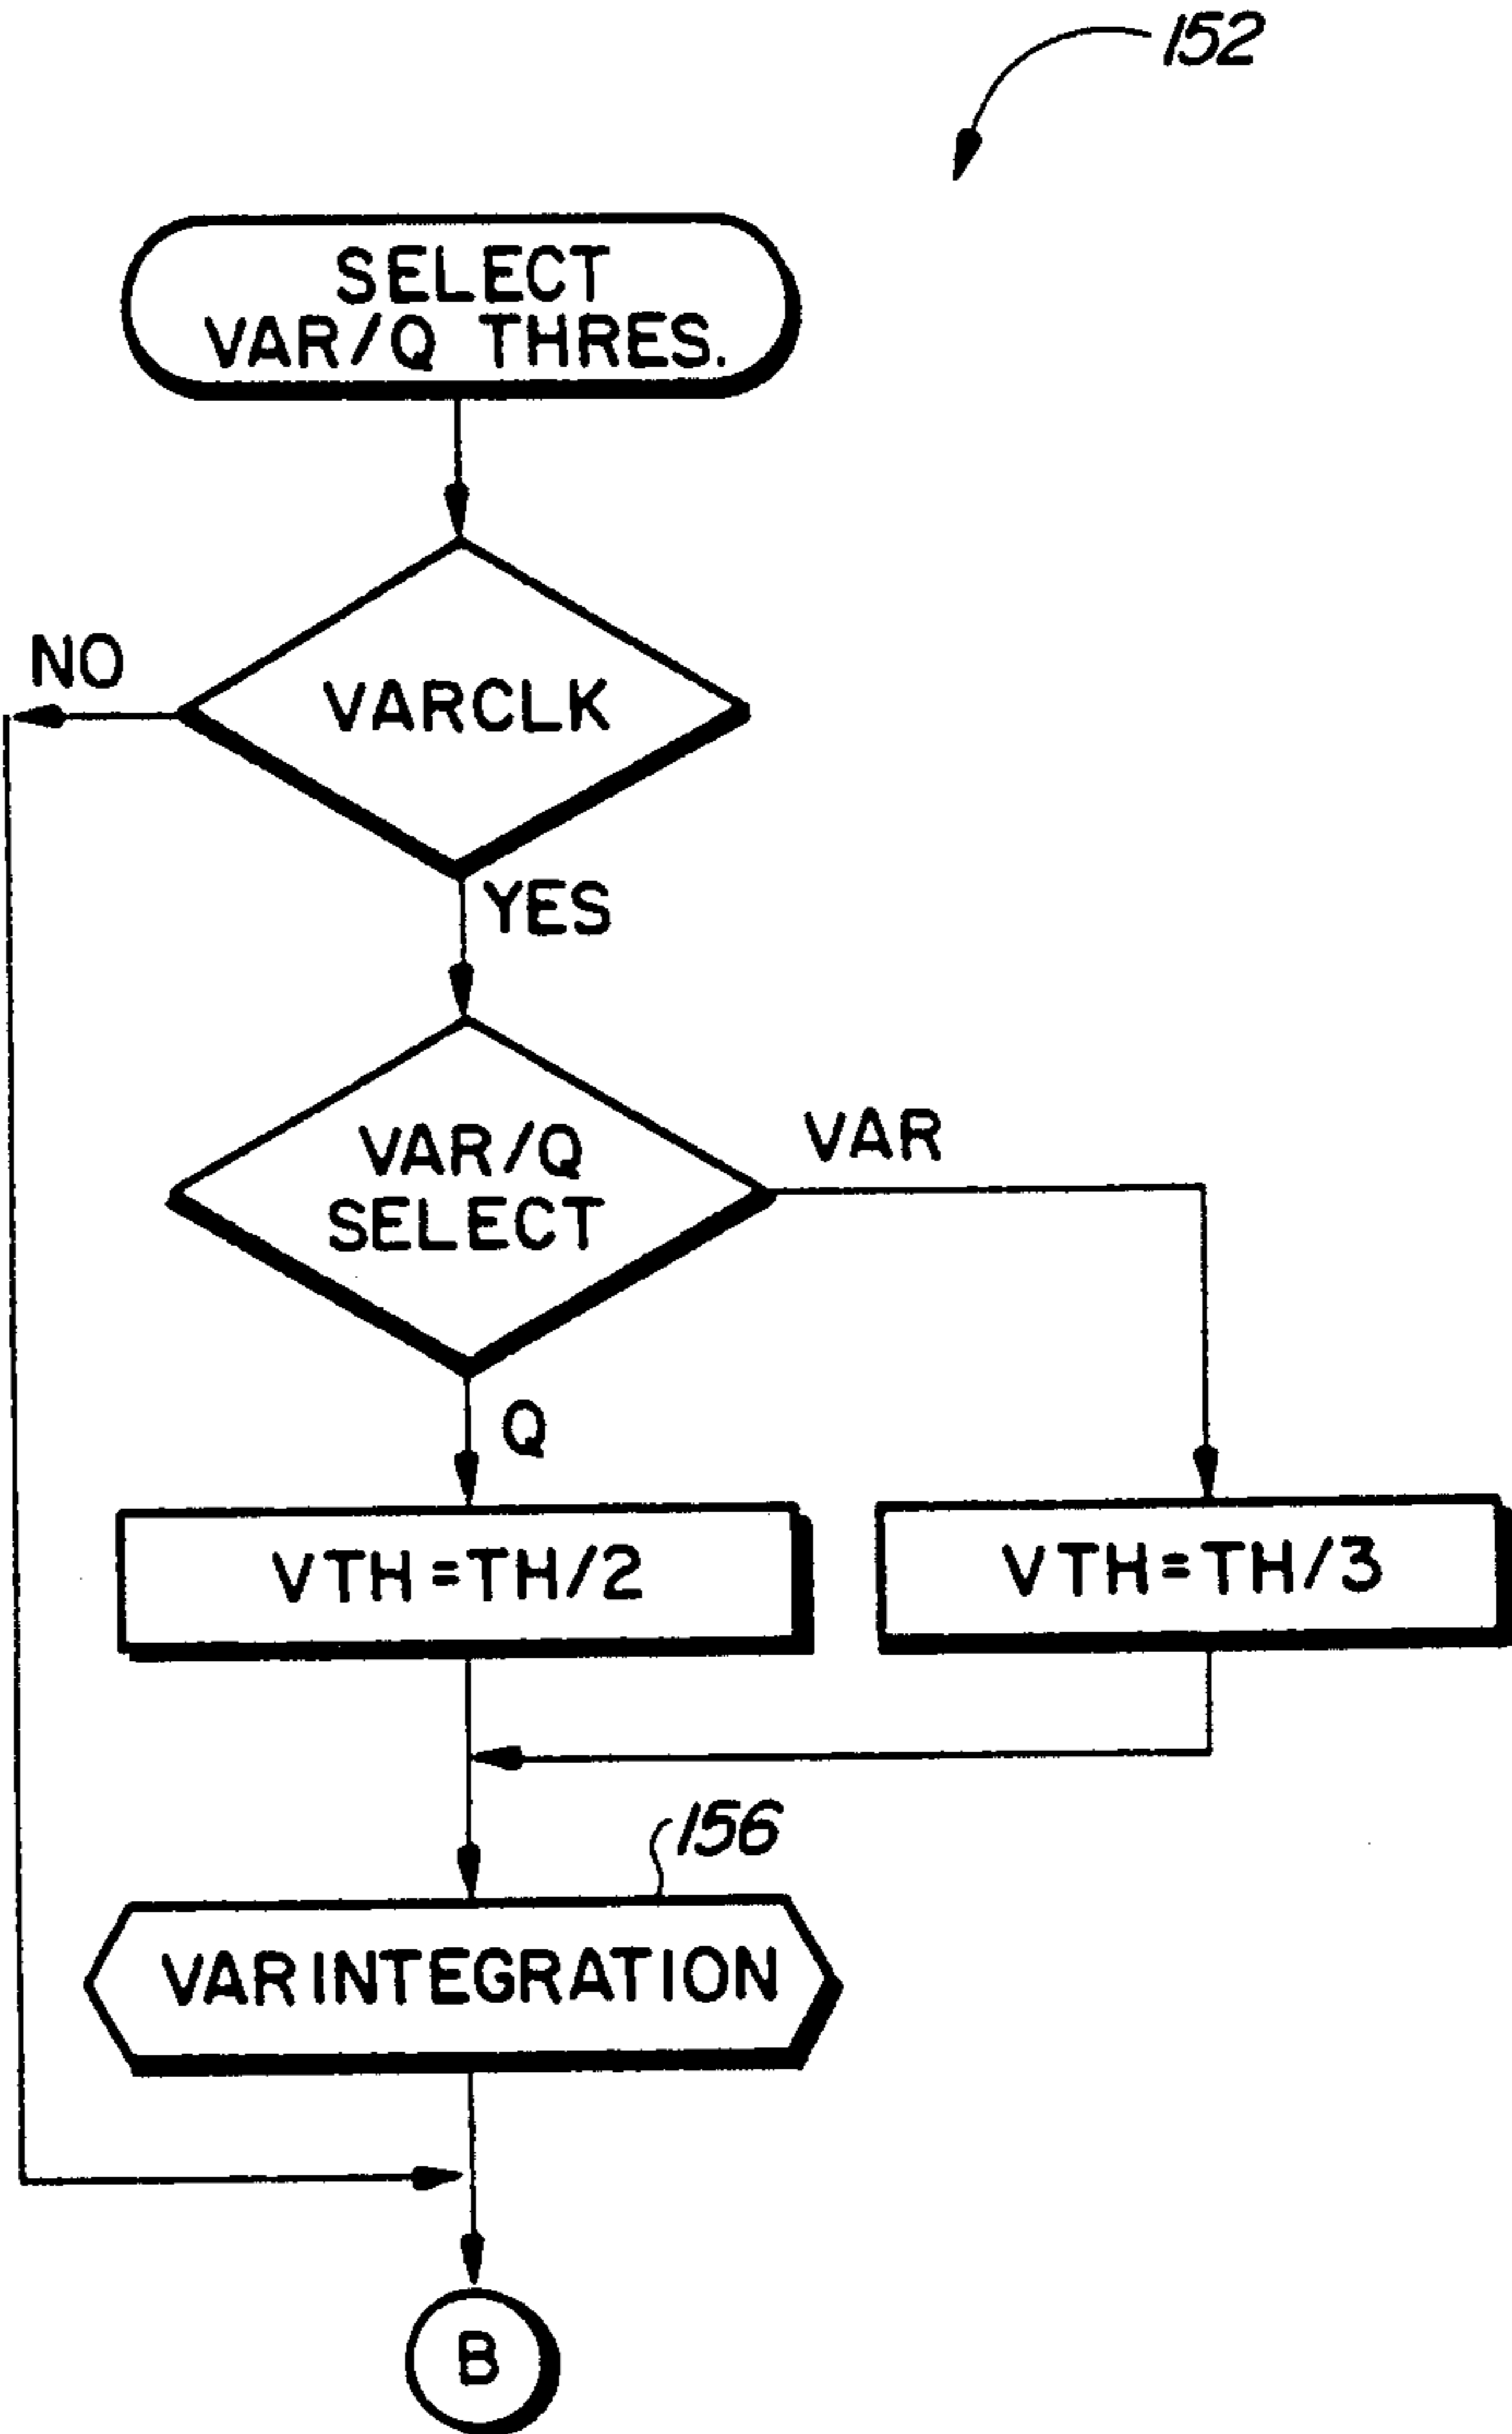 152
SELECT
VAR/Q THRES.
NO
VARCLK
YES
VAR/Q
SELECT
VAR
Q
VTH=TH/2
VTH=TH/3
156
VAR INTEGRATION
B